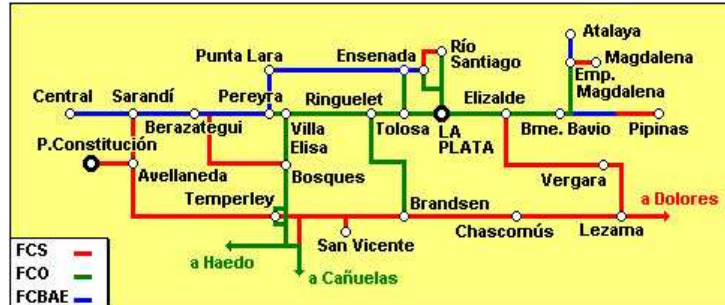 Atalaya
Punta Lara
Ensenada
Río
Santiago
Magdalena
Emp.
Magdalena
Central
Sarandí
Pereyra
Ringuelet
Elizalde
Berazategui
Villa
Elisa
Tolosa
LA
PLATA
Brne. Bavio
Pipinas
P.Constitución
Avellaneda
Bosques
Vergara
Temperley
Brandsen
a Dolores
San Vicente
Chascomús
Lezama
FCS
FCO
FCBAE
a Haedo
a Cañuelas